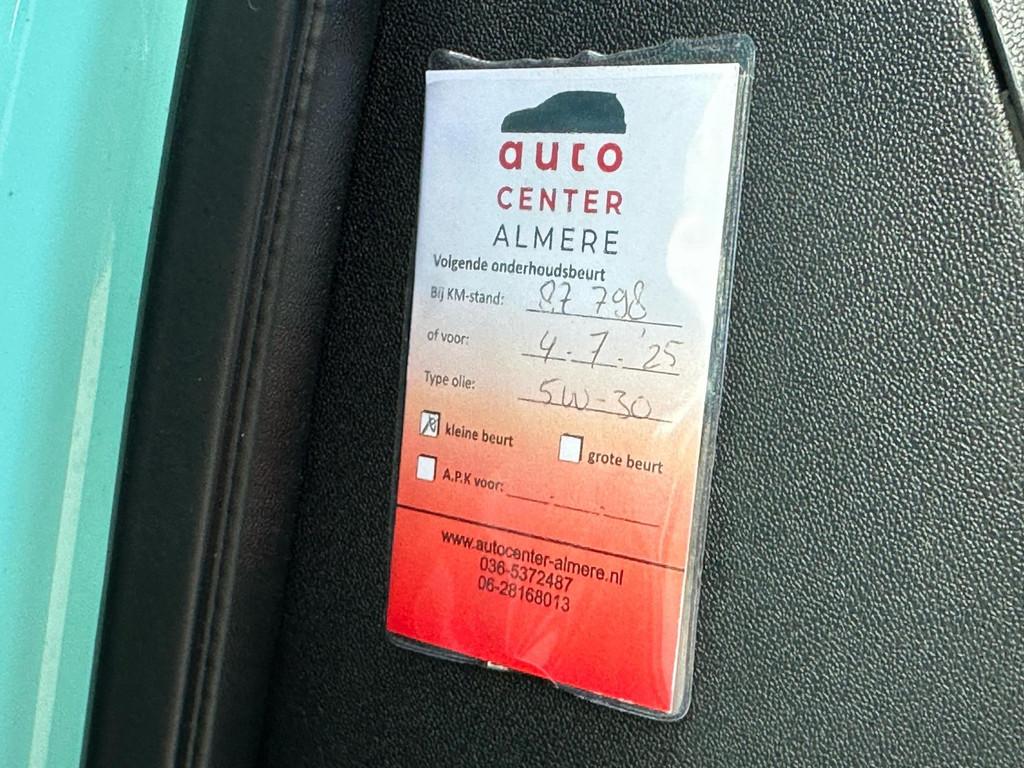 auto
CENTER
ALMERE
Volgende onderhoudsbeurt
Bij KM-stand: 87 798
of voor: 4-7-'25
Type olie: 5W-30
kleine beurt grote beurt
A.P.K voor:
www.autocenter-almere.nl
036-5372487
06-28168013